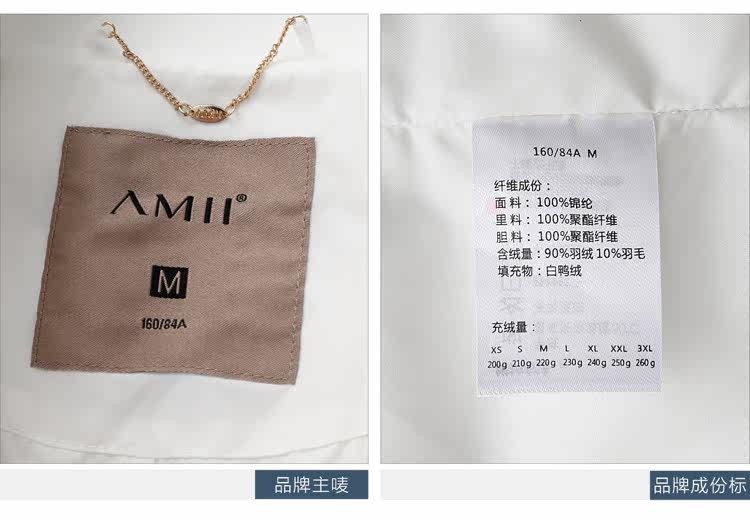 AMII®
M
160/84A
品牌主唛
160/84A M
纤维成份：
面料：100%锦纶
里料：100%聚酯纤维
胆料：100%聚酯纤维
含绒量：90%羽绒10%羽毛
填充物：白鸭绒
充绒量：
XS S M L XL XXL 3XL
200g 210g 220g 230g 240g 250g 260g
品牌成份标